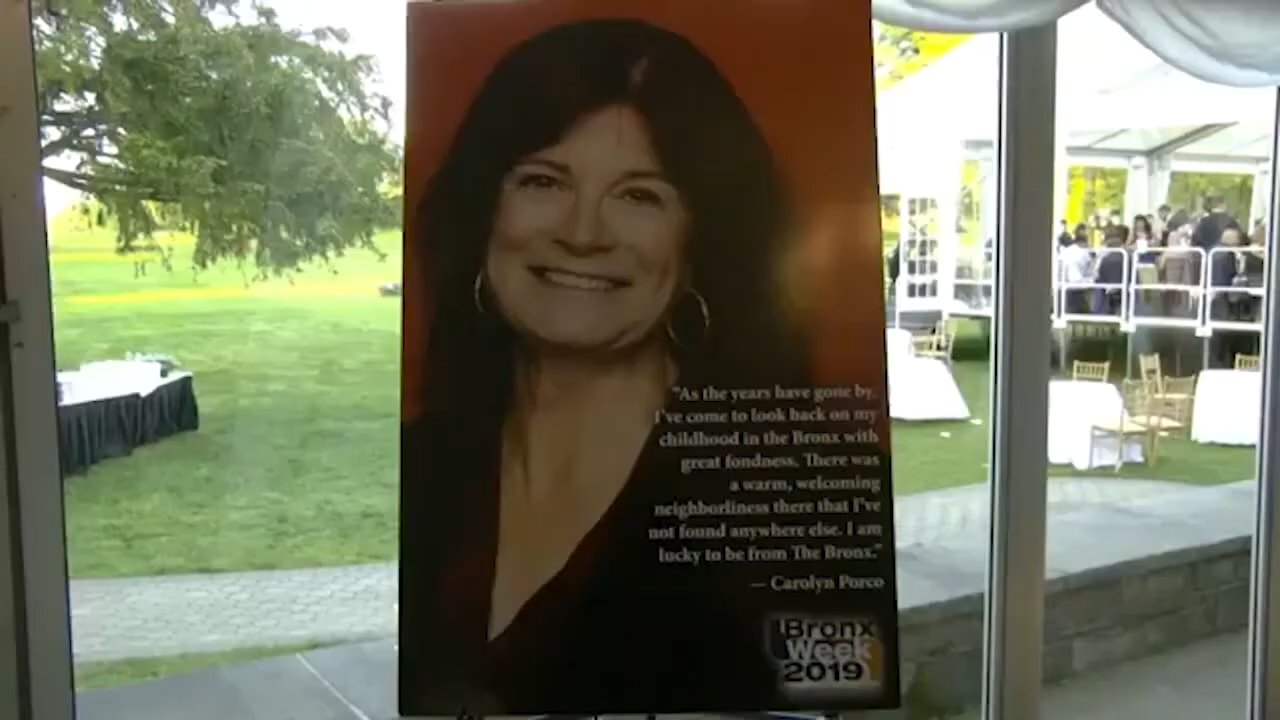 "As the years have gone by,
I've come to look back on my
childhood in the Bronx with
great fondness. There was
a warm, welcoming
neighborliness there that I've
not found anywhere else. I am
lucky to be from The Bronx."
— Carolyn Porco
Bronx
Week
2019